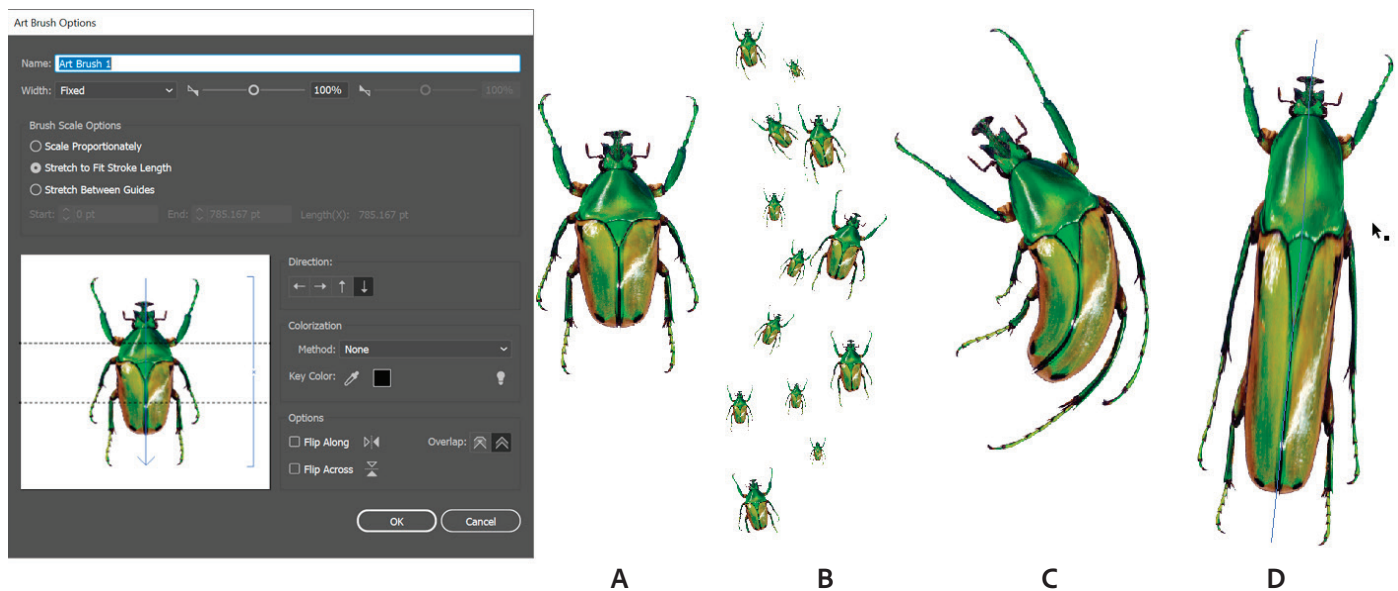 Art Brush Options
Name: Art Brush 1
Width: Fixed 100% 100%
Brush Scale Options
Scale Proportionately
Stretch to Fit Stroke Length
Stretch Between Guides
Start: 0 pt End: 785.167 pt Length(X): 785.167 pt
Direction:
Colorization
Method: None
Key Color:
Options
Flip Along Overlap:
Flip Across
OK Cancel
A B C D